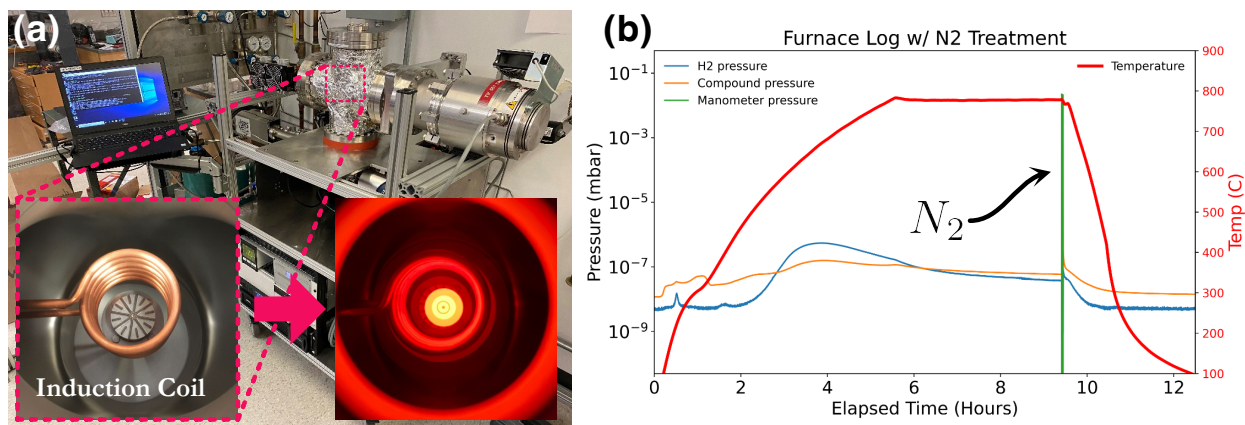 (a)
Induction Coil
(b)
Furnace Log w/ N2 Treatment
H2 pressure
Compound pressure
Manometer pressure
Temperature
N₂
Pressure (mbar)
10⁻¹
10⁻³
10⁻⁵
10⁻⁷
10⁻⁹
900
800
700
600
500
400
300
200
100
Temp (C)
0 2 4 6 8 10 12
Elapsed Time (Hours)